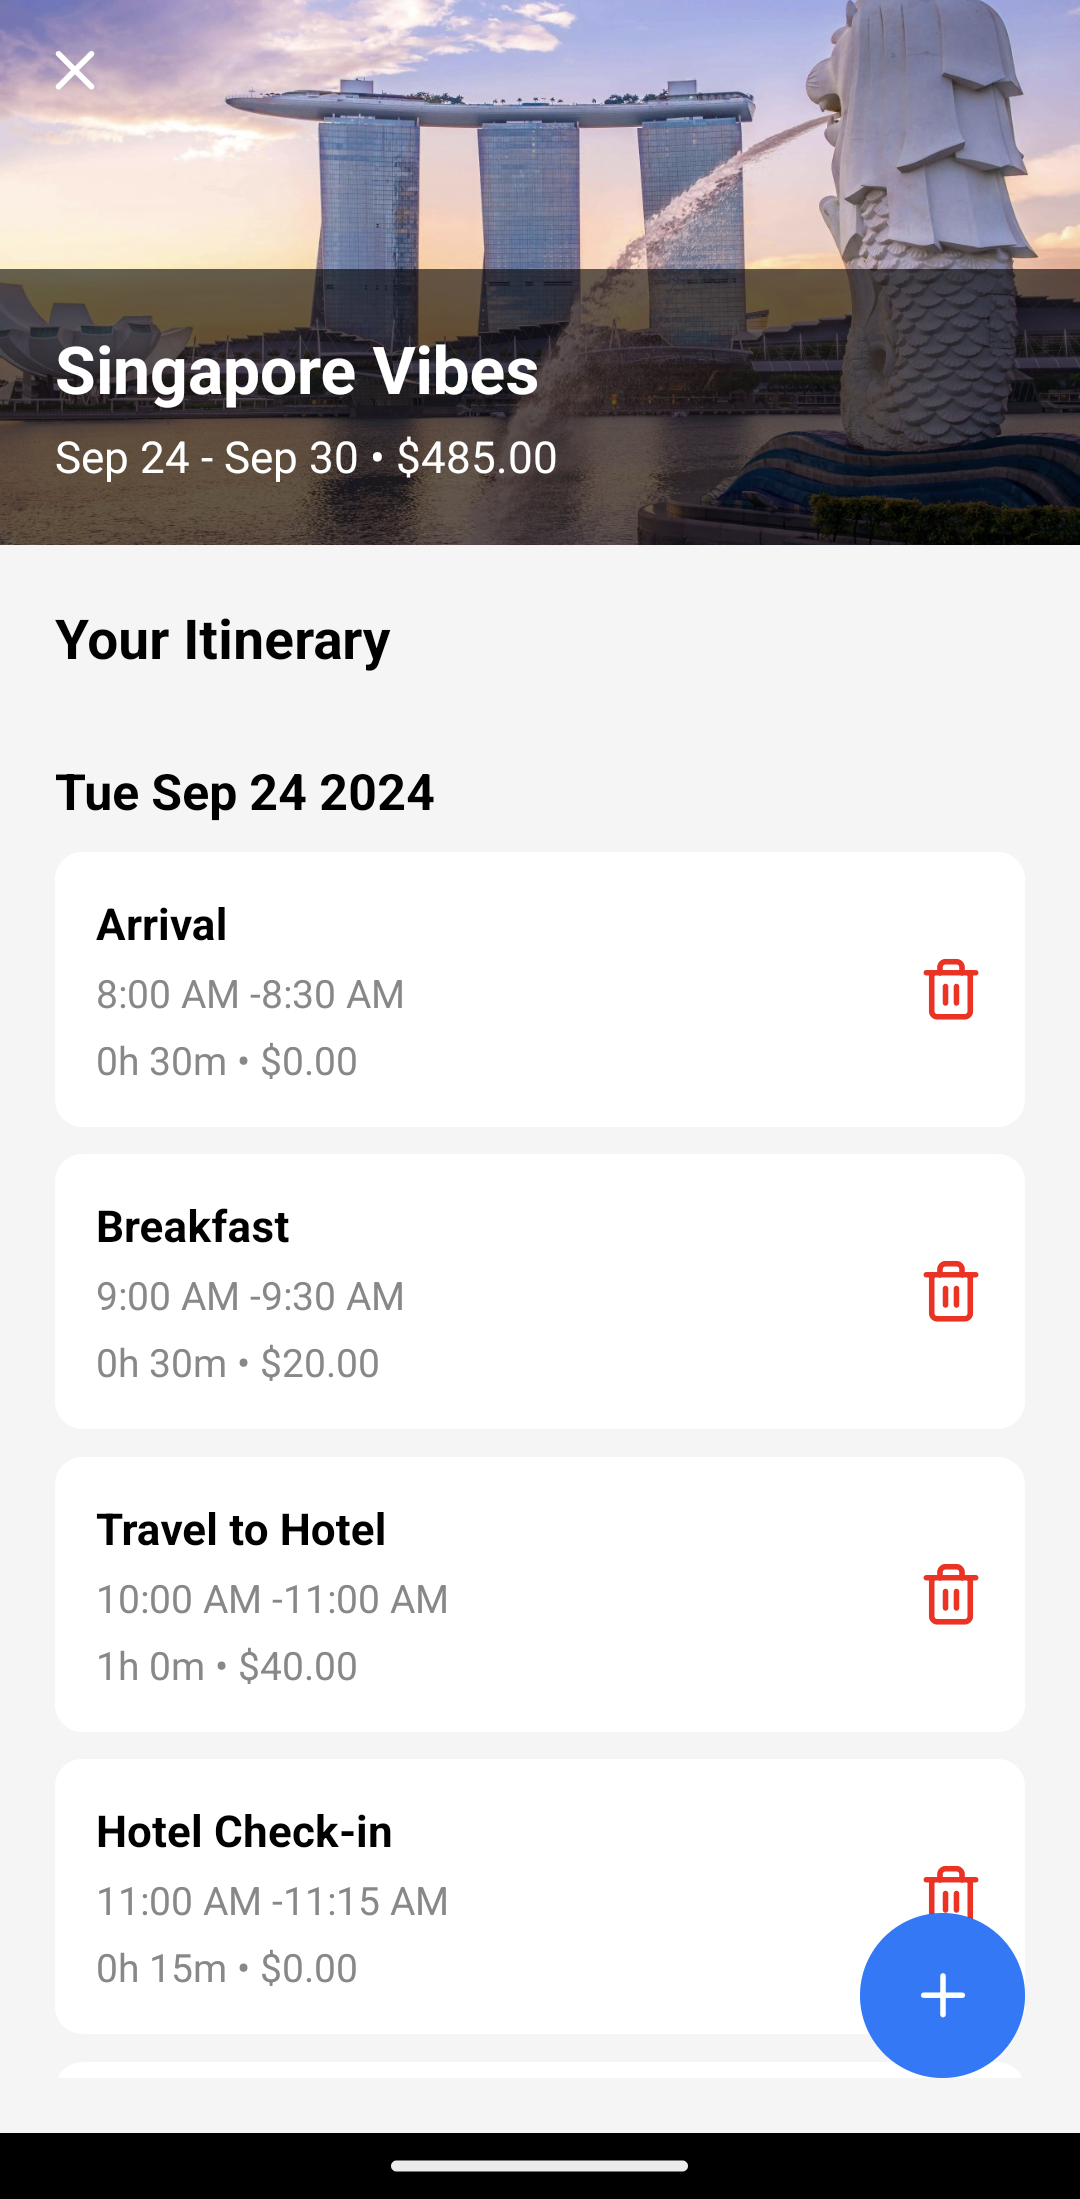 Singapore Vibes
Sep 24 - Sep 30 • $485.00
Your Itinerary
Tue Sep 24 2024
Arrival
8:00 AM -8:30 AM
0h 30m • $0.00
Breakfast
9:00 AM -9:30 AM
0h 30m • $20.00
Travel to Hotel
10:00 AM -11:00 AM
1h 0m • $40.00
Hotel Check-in
11:00 AM -11:15 AM
0h 15m • $0.00